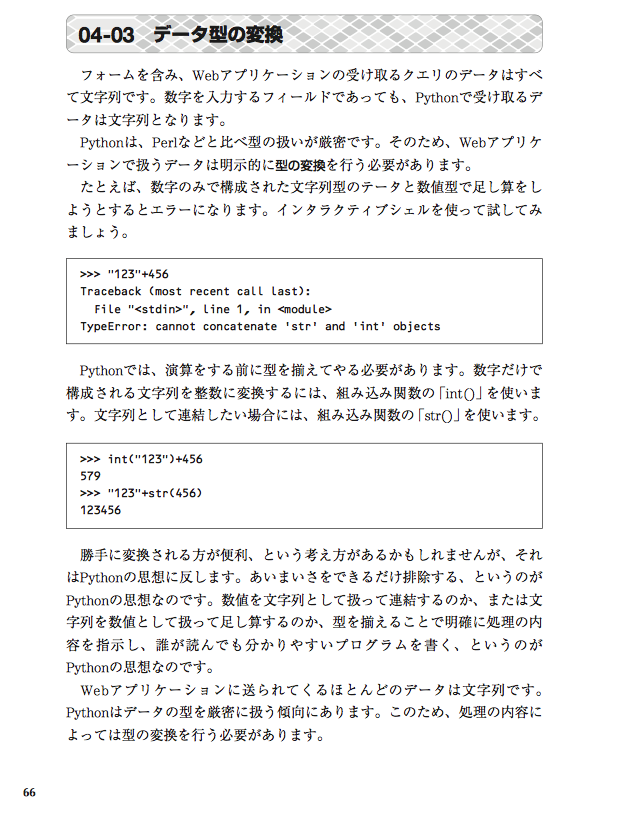 04-03 データ型の変換
フォームを含み、Webアプリケーションの受け取るクエリのデータはすべ
て文字列です。数字を入力するフィールドであっても、Pythonで受け取るデ
ータは文字列となります。
Pythonは、Perlなどと比べ型の扱いが厳密です。そのため、Webアプリケ
ーションで扱うデータは明示的に型の変換を行う必要があります。
たとえば、数字のみで構成された文字列型のテータと数値型で足し算をし
ようとするとエラーになります。インタラクティブシェルを使って試してみ
ましょう。
>>> "123"+456
Traceback (most recent call last):
  File "<stdin>", line 1, in <module>
TypeError: cannot concatenate 'str' and 'int' objects
Pythonでは、演算をする前に型を揃えてやる必要があります。数字だけで
構成される文字列を整数に変換するには、組み込み関数の「int()」を使いま
す。文字列として連結したい場合には、組み込み関数の「str()」を使います。
>>> int("123")+456
579
>>> "123"+str(456)
123456
勝手に変換される方が便利、という考え方があるかもしれませんが、それ
はPythonの思想に反します。あいまいさをできるだけ排除する、というのが
Pythonの思想なのです。数値を文字列として扱って連結するのか、または文
字列を数値として扱って足し算するのか、型を揃えることで明確に処理の内
容を指示し、誰が読んでも分かりやすいプログラムを書く、というのが
Pythonの思想なのです。
Webアプリケーションに送られてくるほとんどのデータは文字列です。
Pythonはデータの型を厳密に扱う傾向にあります。このため、処理の内容に
よっては型の変換を行う必要があります。
66